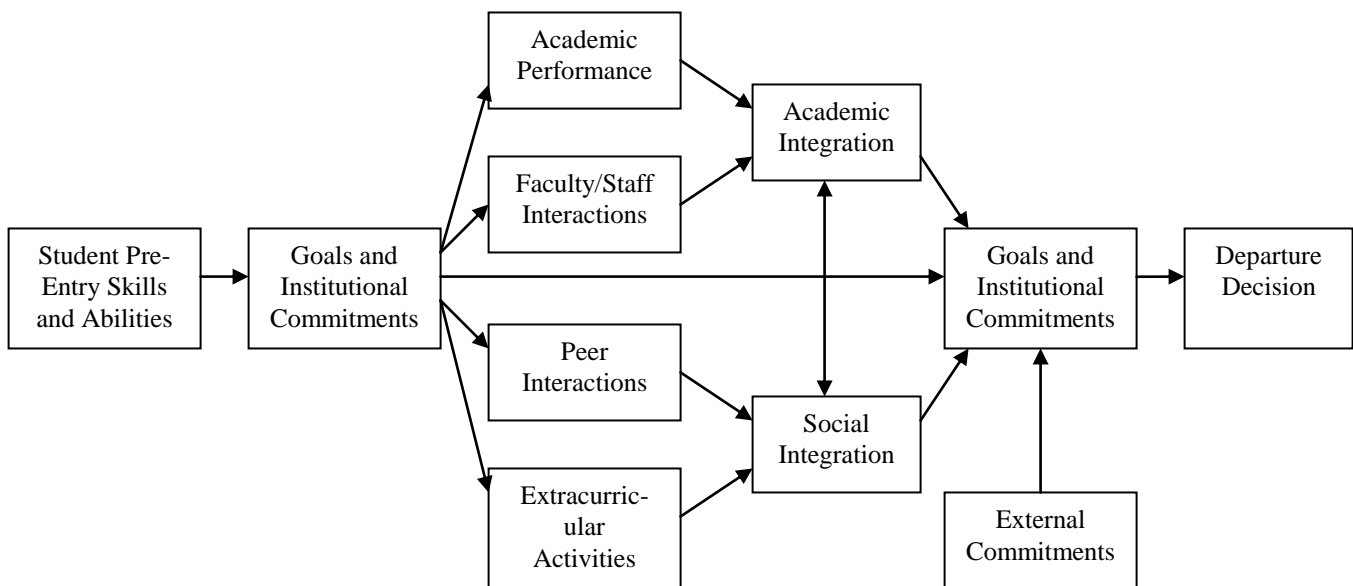 Academic
Performance
Academic
Integration
Faculty/Staff
Interactions
Student Pre-
Entry Skills
and Abilities
Goals and
Institutional
Commitments
Goals and
Institutional
Commitments
Departure
Decision
Peer
Interactions
Social
Integration
Extracurric-
ular
Activities
External
Commitments